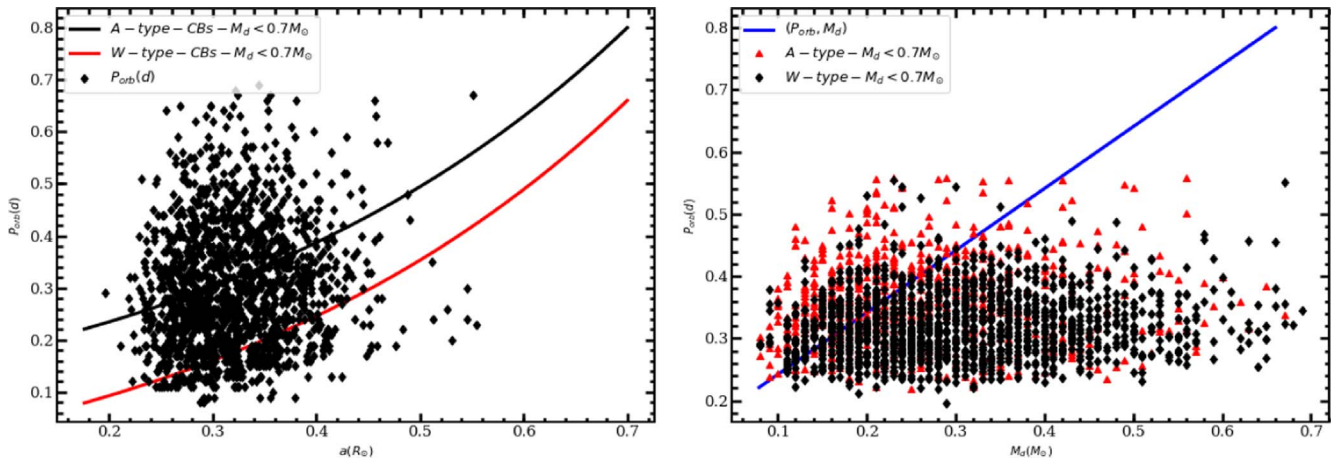 A − type − CBs − M_d < 0.7M_⊙
W − type − CBs − M_d < 0.7M_⊙
P_orb(d)
0.8
0.7
0.6
0.5
0.4
0.3
0.2
0.1
P_orb(d)
0.2 0.3 0.4 0.5 0.6 0.7
a(R_⊙)
(P_orb, M_d)
A − type − M_d < 0.7M_⊙
W − type − M_d < 0.7M_⊙
0.8
0.7
0.6
0.5
0.4
0.3
0.2
P_orb(d)
0.1 0.2 0.3 0.4 0.5 0.6 0.7
M_d(M_⊙)